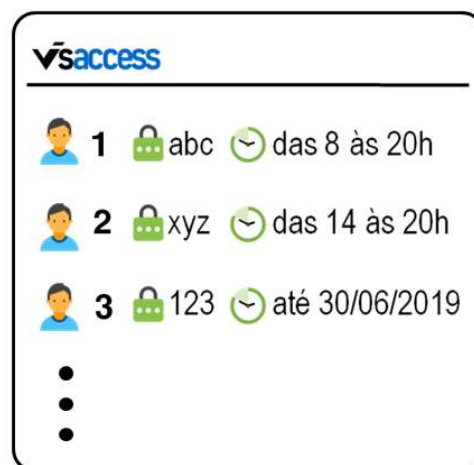 vsaccess
1 abc das 8 às 20h
2 xyz das 14 às 20h
3 123 até 30/06/2019